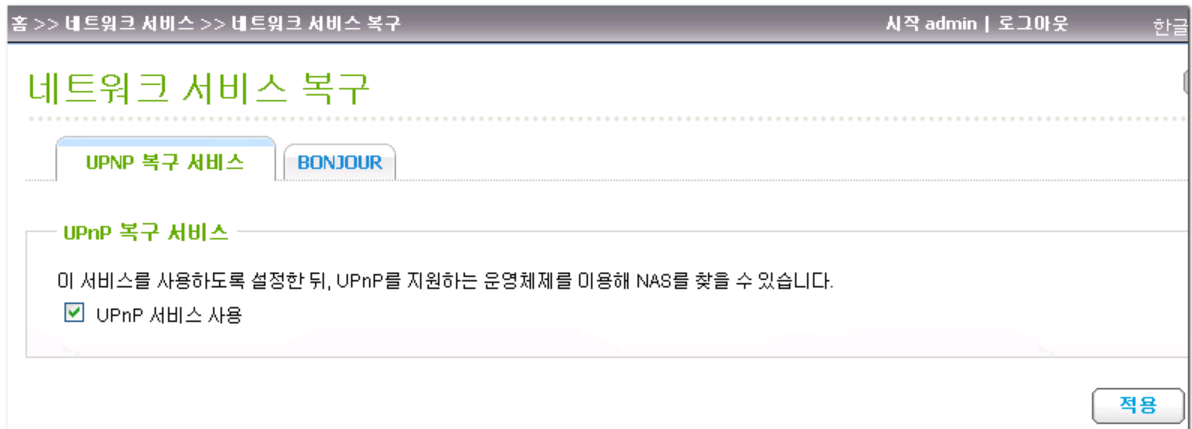 홈 >> 네트워크 서비스 >> 네트워크 서비스 복구 시작 admin | 로그아웃 한글
네트워크 서비스 복구
UPNP 복구 서비스 BONJOUR
UPnP 복구 서비스
이 서비스를 사용하도록 설정한 뒤, UPnP를 지원하는 운영체제를 이용해 NAS를 찾을 수 있습니다.
UPnP 서비스 사용
적용